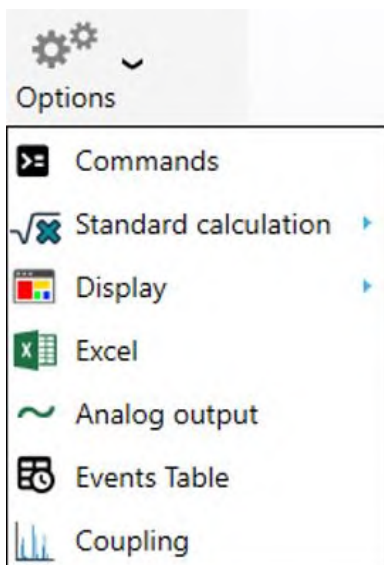 Options
Commands
Standard calculation
Display
Excel
Analog output
Events Table
Coupling